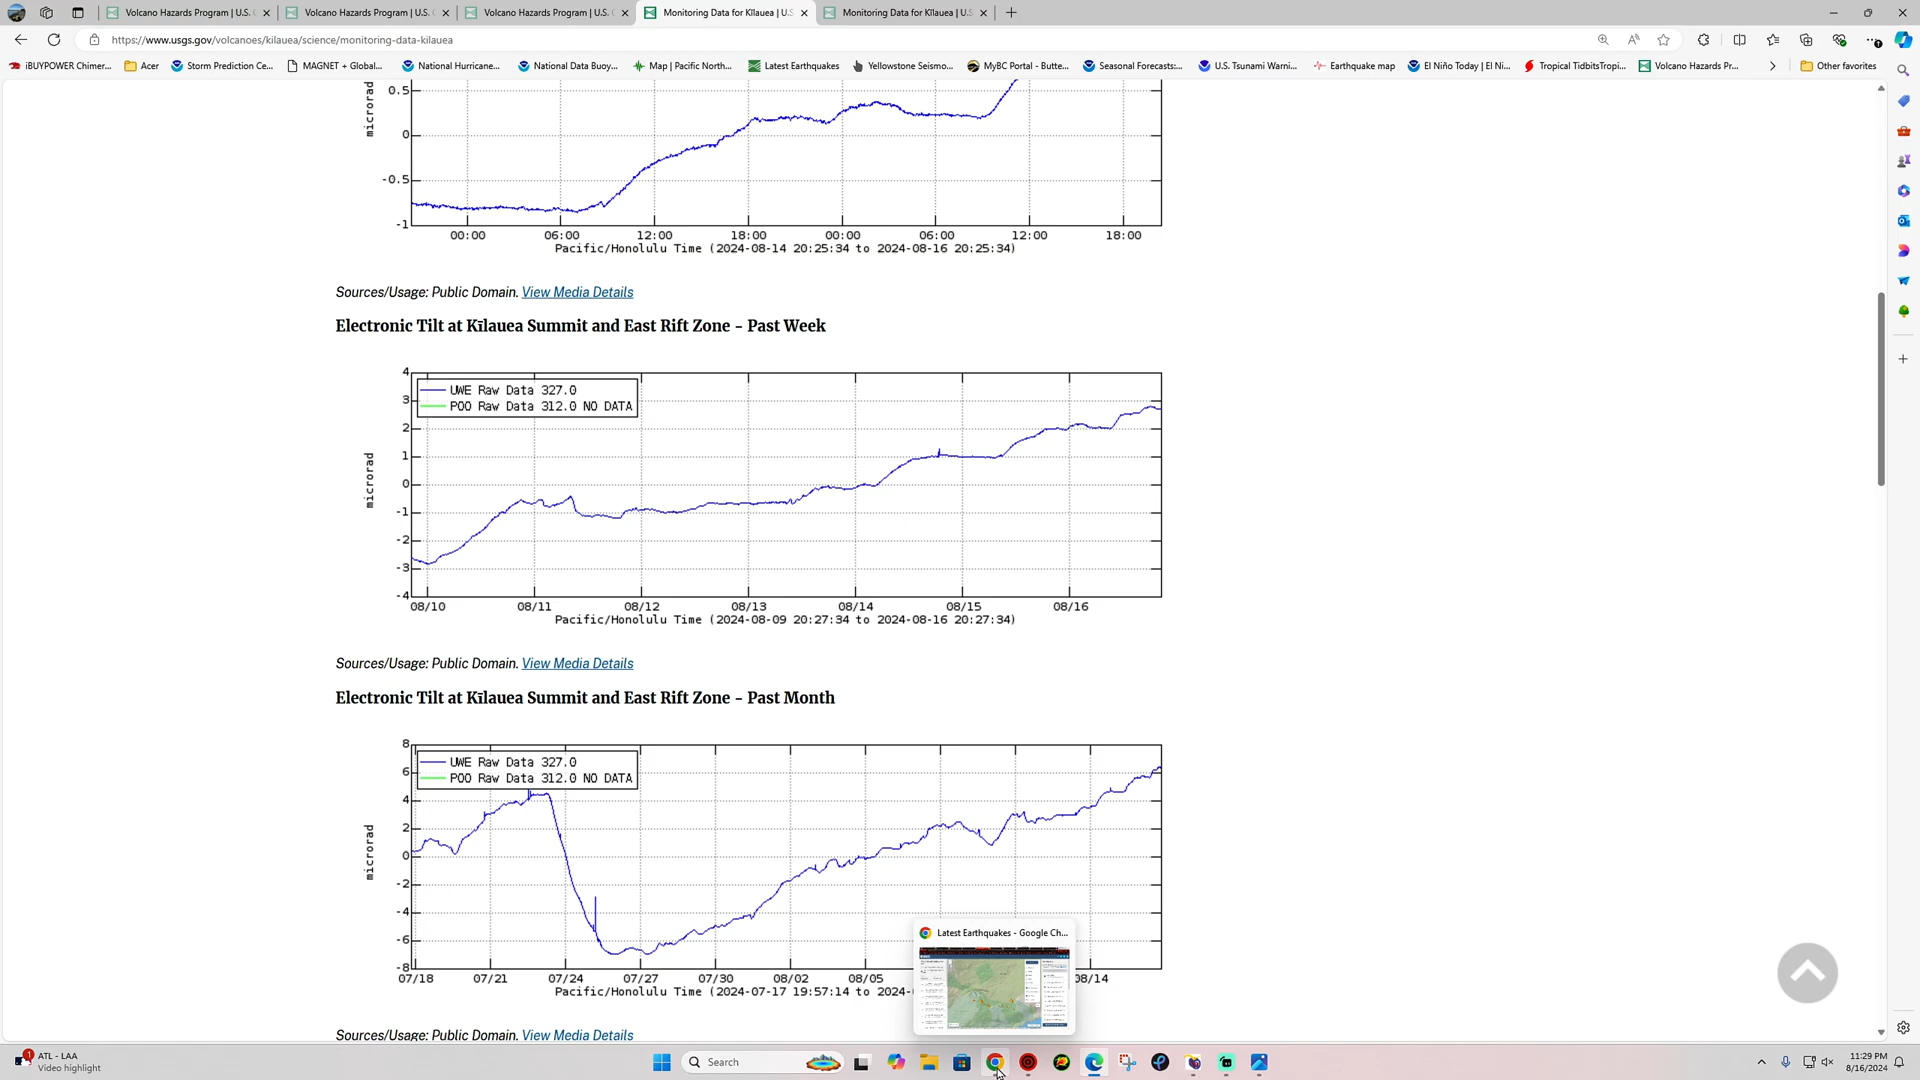 Volcano Hazards Program | U.S.
Volcano Hazards Program | U.S.
Volcano Hazards Program | U.S.
Monitoring Data for Kīlauea | U.S
Monitoring Data for Kīlauea | U.S.
https://www.usgs.gov/volcanoes/kilauea/science/monitoring-data-kilauea
iBUYPOWER Chimer...
Acer
Storm Prediction Ce...
MAGNET + Global...
National Hurricane...
National Data Buoy...
Map | Pacific North...
Latest Earthquakes
Yellowstone Seismo...
MyBC Portal - Butte...
Seasonal Forecasts:...
U.S. Tsunami Warni...
Earthquake map
El Niño Today | El Ni...
Tropical TidbitsTropi...
Volcano Hazards Pr...
Other favorites
microrad
0.5
0
-0.5
-1
00:00 06:00 12:00 18:00 00:00 06:00 12:00 18:00
Pacific/Honolulu Time (2024-08-14 20:25:34 to 2024-08-16 20:25:34)
Sources/Usage: Public Domain. View Media Details
Electronic Tilt at Kīlauea Summit and East Rift Zone - Past Week
UWE Raw Data 327.0
POO Raw Data 312.0 NO DATA
microrad
4
3
2
1
0
-1
-2
-3
-4
08/10 08/11 08/12 08/13 08/14 08/15 08/16
Pacific/Honolulu Time (2024-08-09 20:27:34 to 2024-08-16 20:27:34)
Sources/Usage: Public Domain. View Media Details
Electronic Tilt at Kīlauea Summit and East Rift Zone - Past Month
UWE Raw Data 327.0
POO Raw Data 312.0 NO DATA
microrad
8
6
4
2
0
-2
-4
-6
-8
07/18 07/21 07/24 07/27 07/30 08/02 08/05 08/14
Pacific/Honolulu Time (2024-07-17 19:57:14 to 2024-
Latest Earthquakes - Google Ch...
Sources/Usage: Public Domain. View Media Details
1
ATL - LAA
Video highlight
Search
11:29 PM
8/16/2024